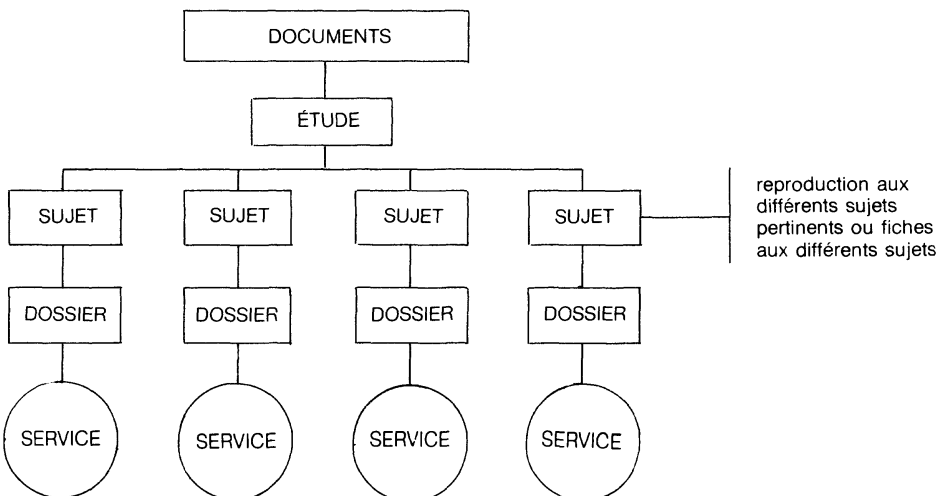 DOCUMENTS
ÉTUDE
SUJET SUJET SUJET SUJET
reproduction aux
différents sujets
pertinents ou fiches
aux différents sujets
DOSSIER DOSSIER DOSSIER DOSSIER
SERVICE SERVICE SERVICE SERVICE